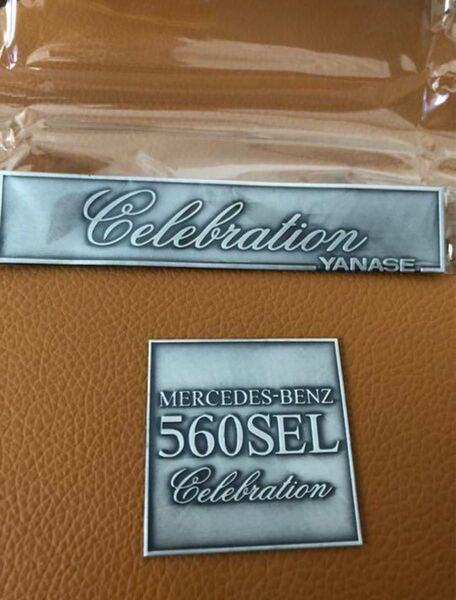 Celebration
YANASE
MERCEDES-BENZ
560SEL
Celebration